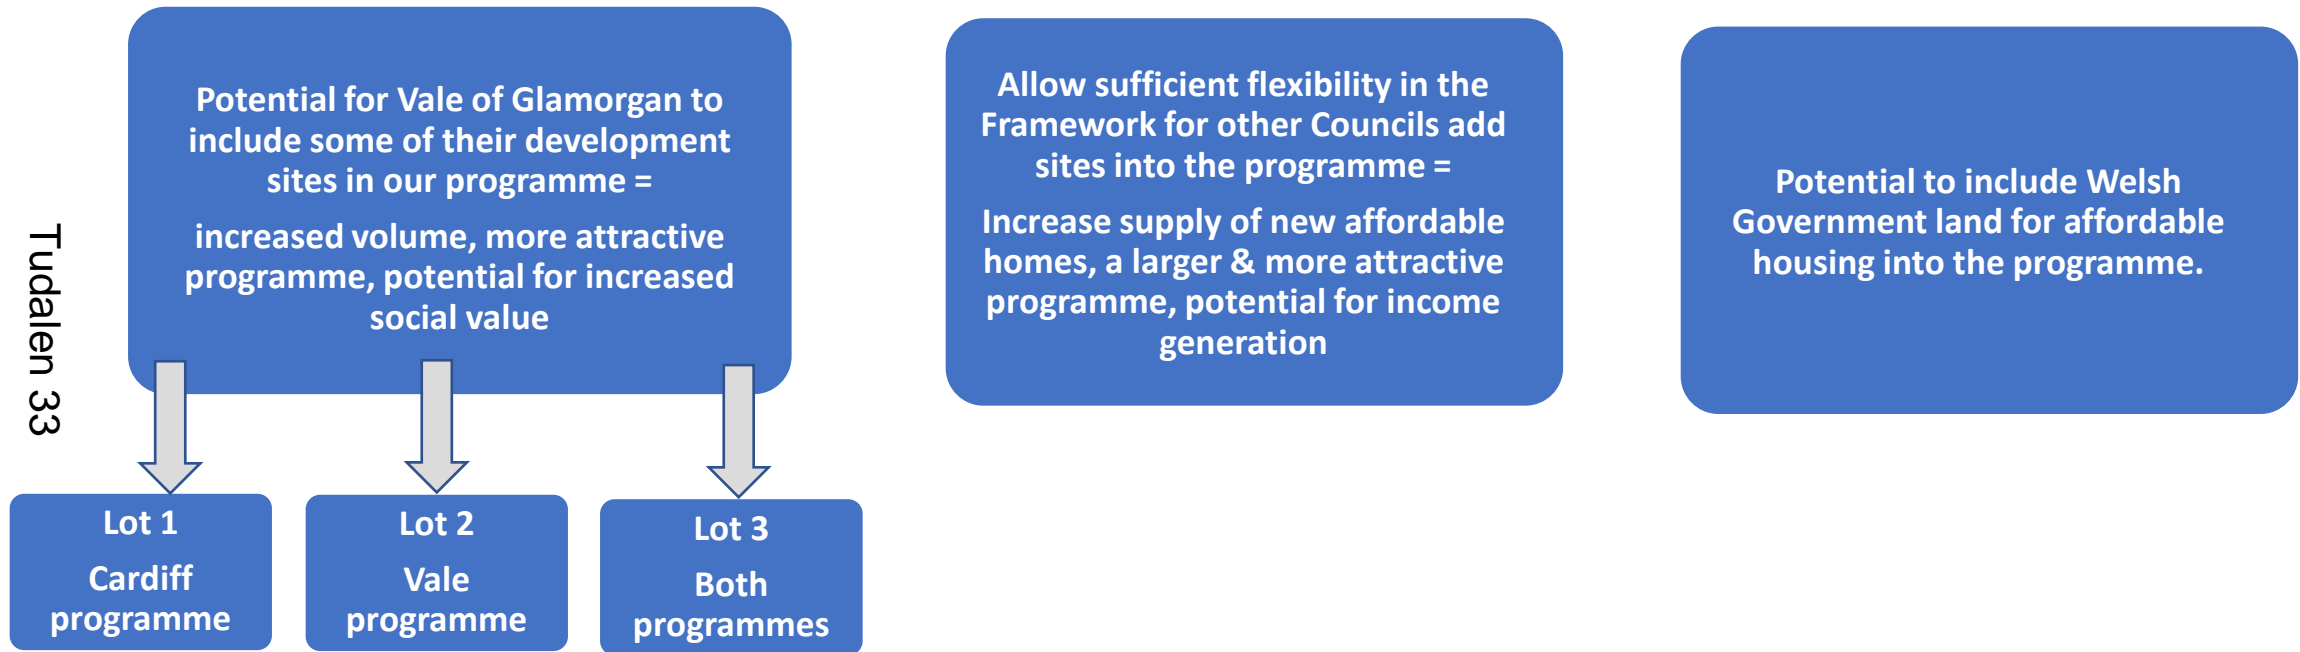 Potential for Vale of Glamorgan to
include some of their development
sites in our programme =
increased volume, more attractive
programme, potential for increased
social value
Allow sufficient flexibility in the
Framework for other Councils add
sites into the programme =
Increase supply of new affordable
homes, a larger & more attractive
programme, potential for income
generation
Potential to include Welsh
Government land for affordable
housing into the programme.
Tudalen 33
Lot 1
Cardiff
programme
Lot 2
Vale
programme
Lot 3
Both
programmes